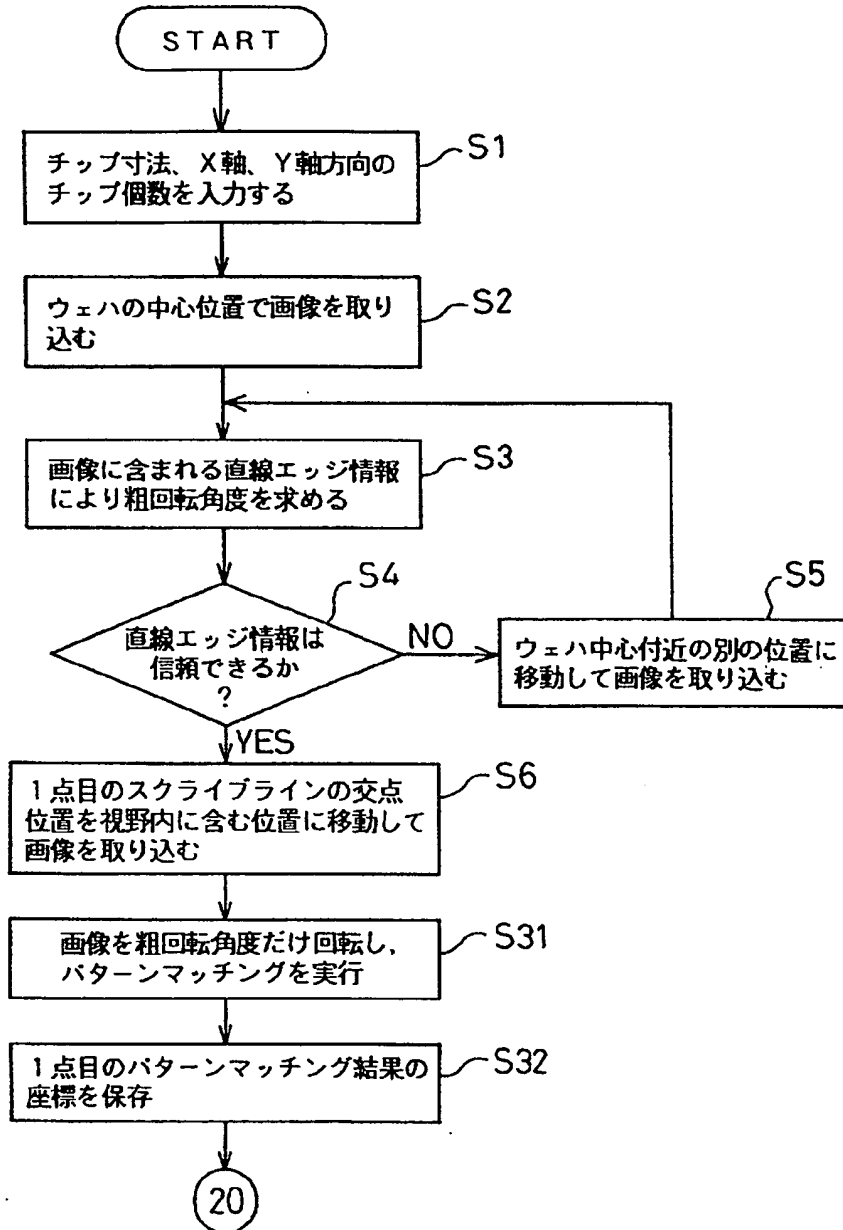 START
チップ寸法、X軸、Y軸方向の
チップ個数を入力する
S1
ウェハの中心位置で画像を取り
込む
S2
画像に含まれる直線エッジ情報
により粗回転角度を求める
S3
直線エッジ情報は
信頼できるか
?
S4
NO
ウェハ中心付近の別の位置に
移動して画像を取り込む
S5
YES
1点目のスクライブラインの交点
位置を視野内に含む位置に移動して
画像を取り込む
S6
画像を粗回転角度だけ回転し,
パターンマッチングを実行
S31
1点目のパターンマッチング結果の
座標を保存
S32
20